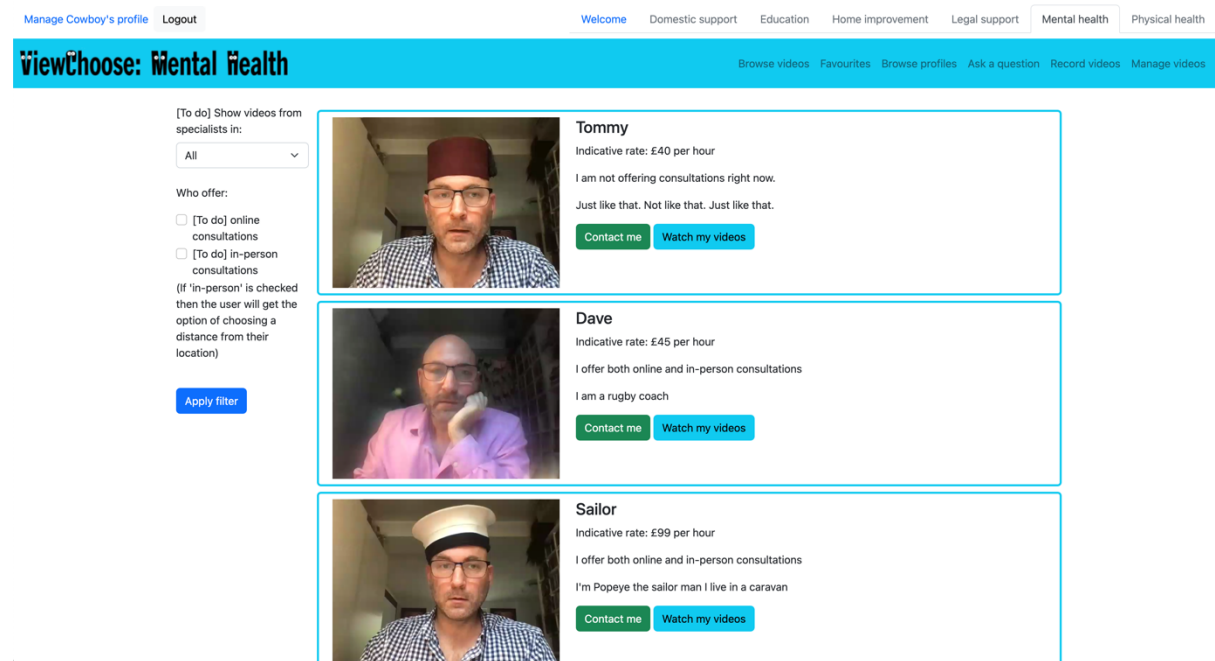 Manage Cowboy's profile Logout Welcome Domestic support Education Home improvement Legal support Mental health Physical health
ViewChoose: Mental Health Browse videos Favourites Browse profiles Ask a question Record videos Manage videos
[To do] Show videos from
specialists in:
All
Who offer:
[To do] online
consultations
[To do] in-person
consultations
(If 'in-person' is checked
then the user will get the
option of choosing a
distance from their
location)
Apply filter
Tommy
Indicative rate: £40 per hour
I am not offering consultations right now.
Just like that. Not like that. Just like that.
Contact me Watch my videos
Dave
Indicative rate: £45 per hour
I offer both online and in-person consultations
I am a rugby coach
Contact me Watch my videos
Sailor
Indicative rate: £99 per hour
I offer both online and in-person consultations
I'm Popeye the sailor man I live in a caravan
Contact me Watch my videos